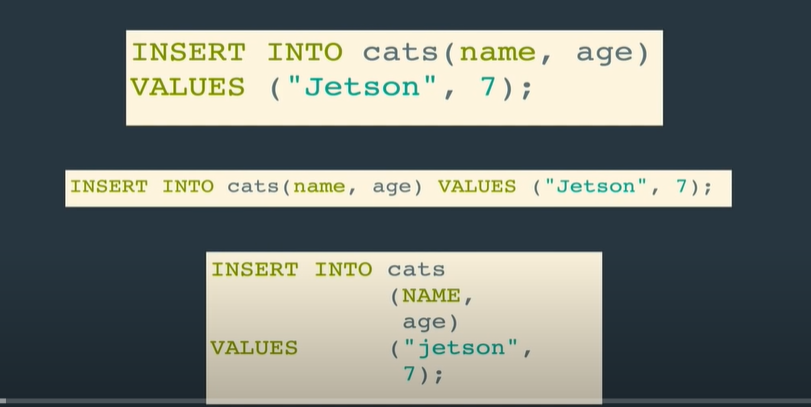 INSERT INTO cats(name, age)
VALUES ("Jetson", 7);
INSERT INTO cats(name, age) VALUES ("Jetson", 7);
INSERT INTO cats
(NAME,
age)
VALUES ("jetson",
7);